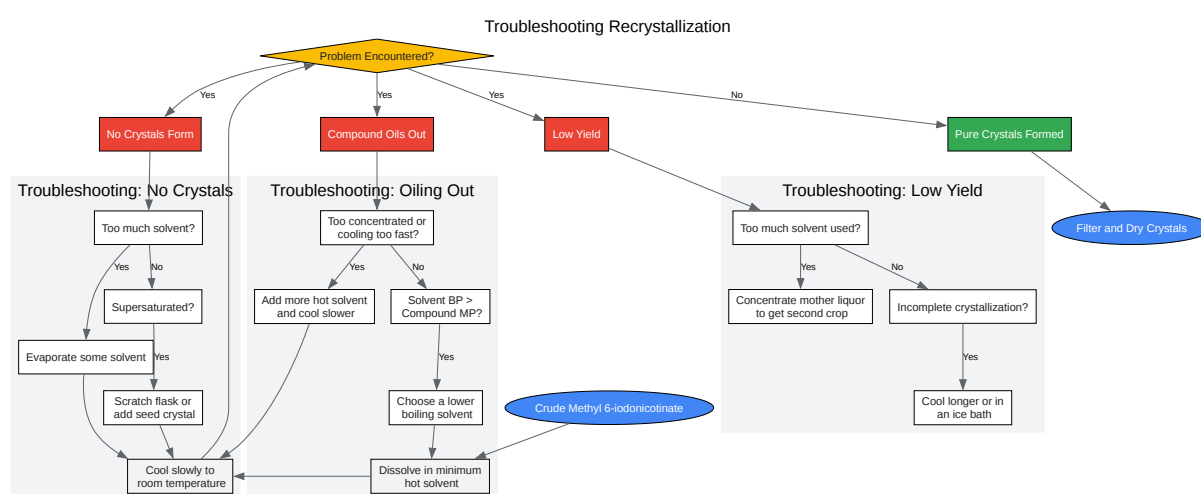 Troubleshooting Recrystallization
Problem Encountered?
Yes
Yes
Yes
No
No Crystals Form
Compound Oils Out
Low Yield
Pure Crystals Formed
Troubleshooting: No Crystals
Too much solvent?
Yes
No
Supersaturated?
Evaporate some solvent
Yes
Scratch flask or
add seed crystal
Cool slowly to
room temperature
Troubleshooting: Oiling Out
Too concentrated or
cooling too fast?
Yes
No
Add more hot solvent
and cool slower
Solvent BP >
Compound MP?
Yes
Choose a lower
boiling solvent
Dissolve in minimum
hot solvent
Crude Methyl 6-iodonicotinate
Troubleshooting: Low Yield
Too much solvent used?
Yes
No
Concentrate mother liquor
to get second crop
Incomplete crystallization?
Yes
Cool longer or in
an ice bath
Filter and Dry Crystals